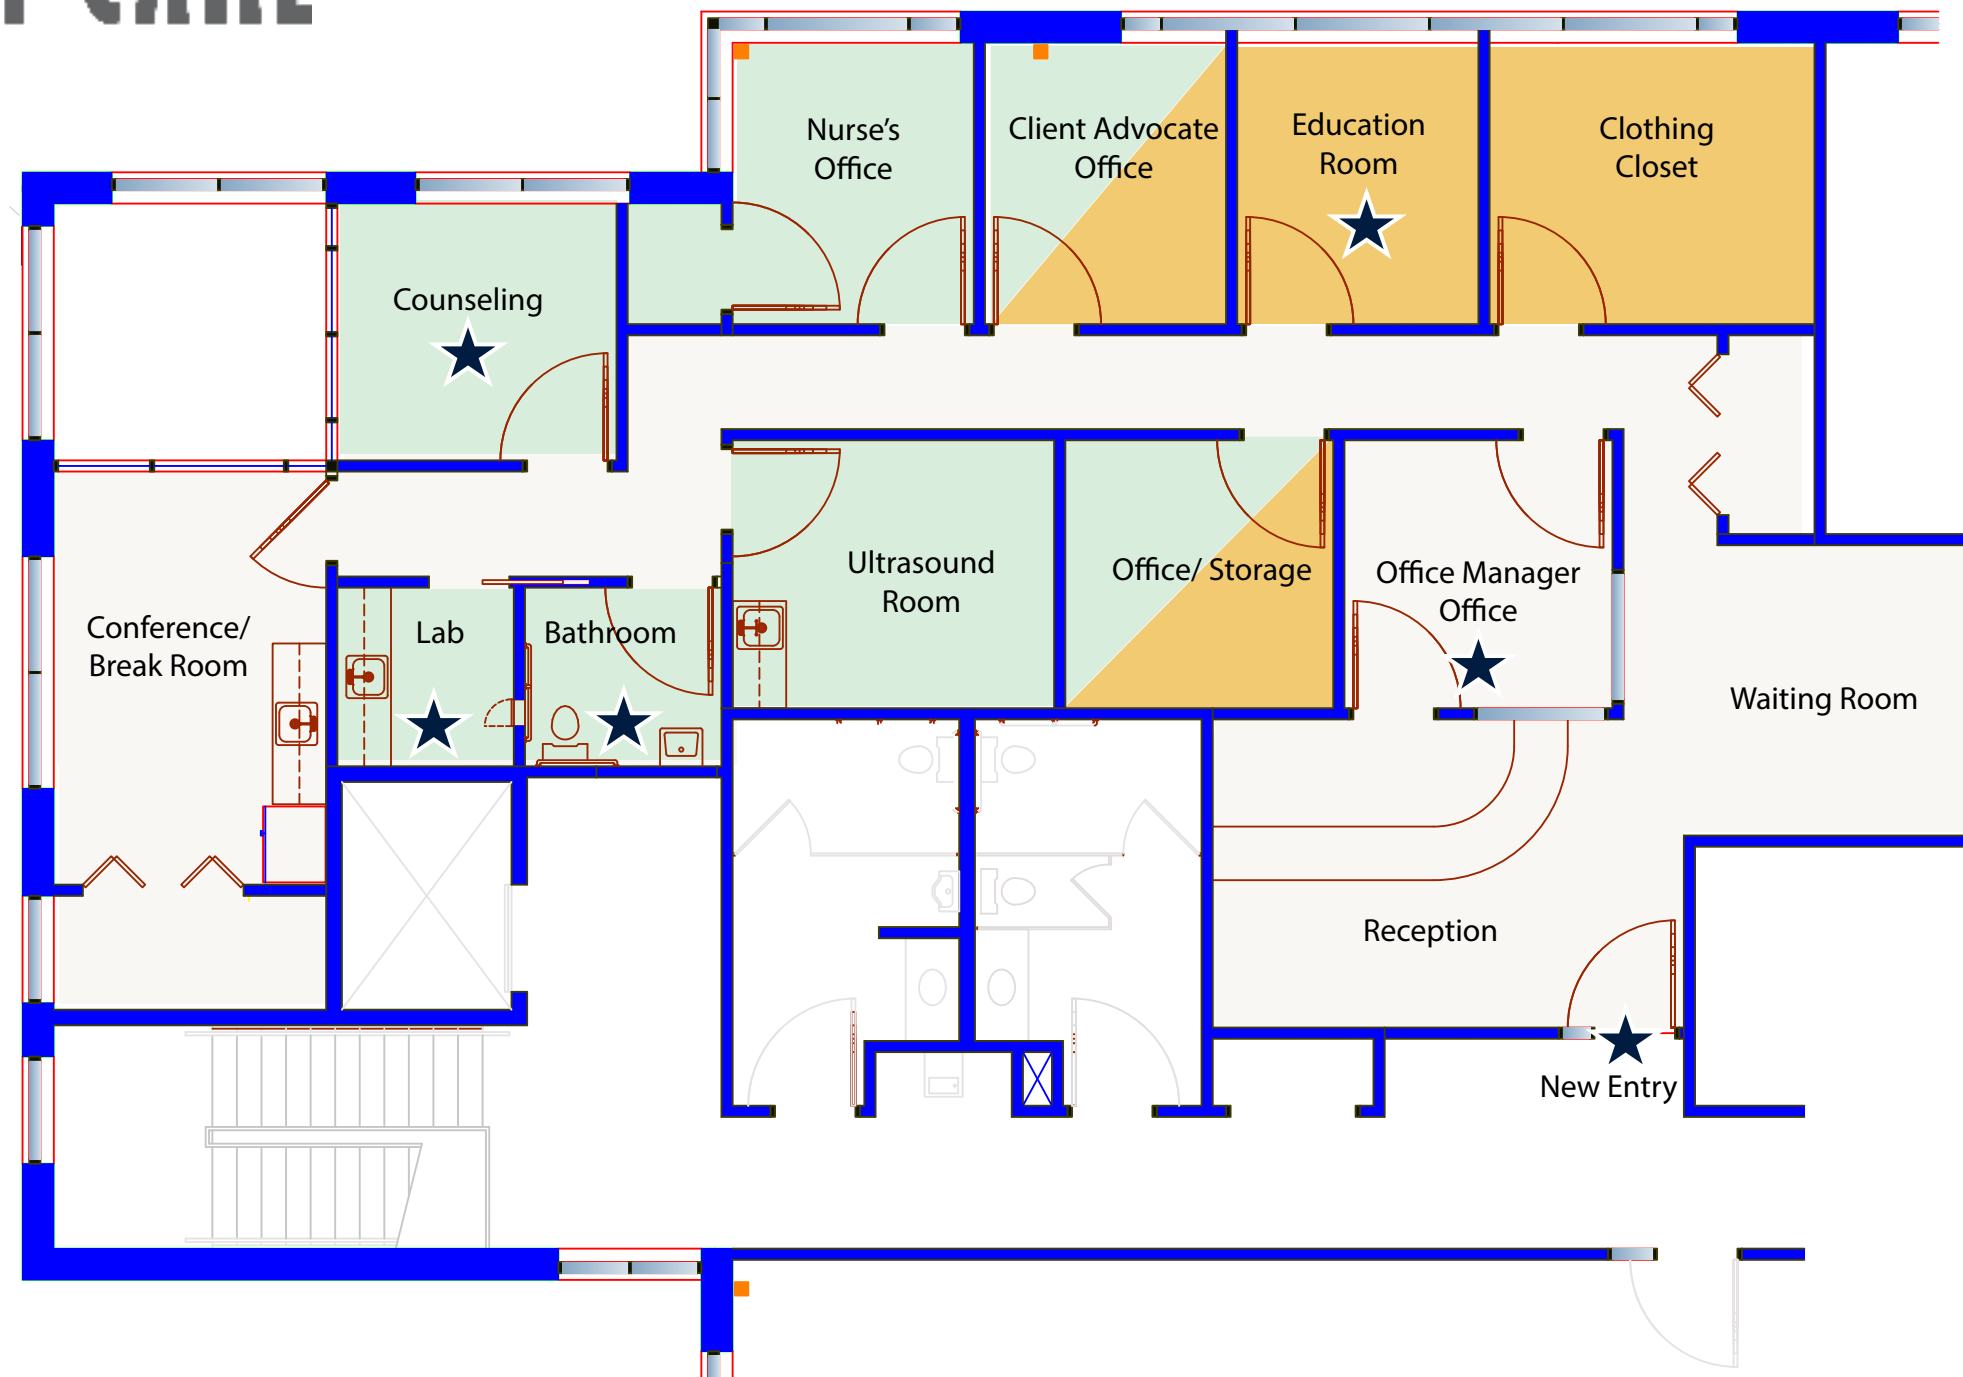 Nurse's
Office
Client Advocate
Office
Education
Room
Clothing
Closet
Counseling
Ultrasound
Room
Office/ Storage
Office Manager
Office
Conference/
Break Room
Lab
Bathroom
Waiting Room
Reception
New Entry